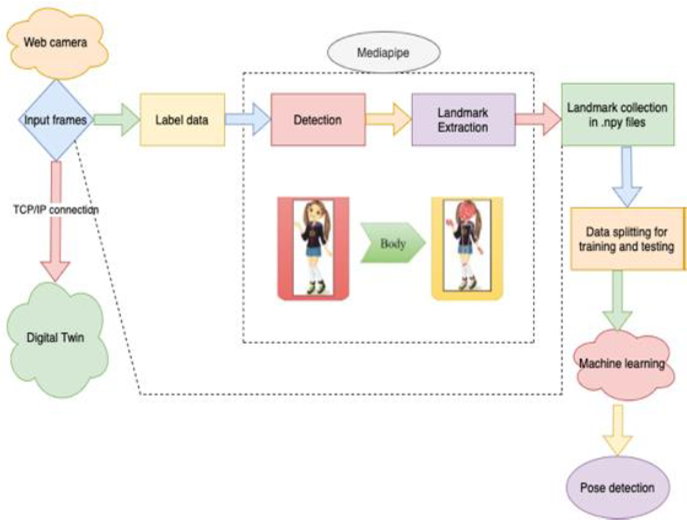 Web camera
Mediapipe
Input frames
Label data
Detection
Landmark
Extraction
Landmark collection
in .npy files
TCP/IP connection
Body
Data splitting for
training and testing
Digital Twin
Machine learning
Pose detection